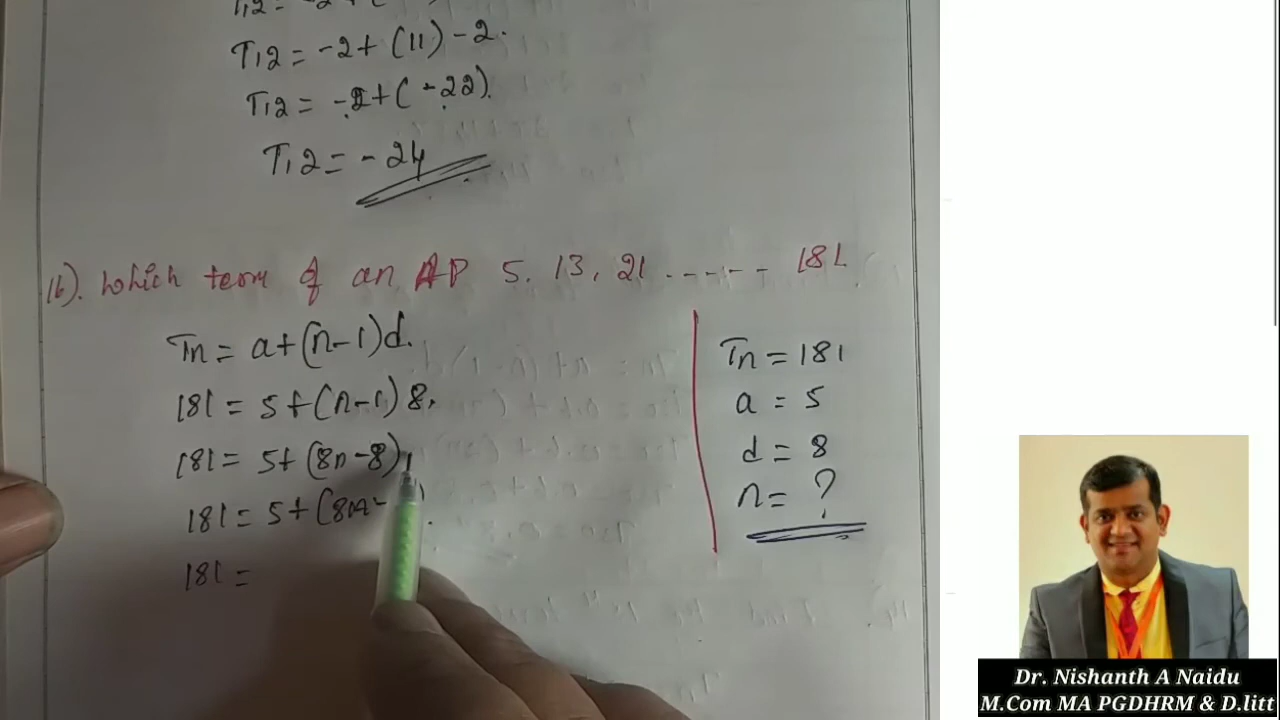 T12 = -2+(
T12 = -2+(11)-2.
T12 = -2+(-22).
T12 = -24
16). Which term of an AP 5, 13, 21 ------ 181.
Tn = a+(n-1)d.
181 = 5+(n-1)8.
181 = 5+(8n-8)
181 = 5+(8n-
181 =
Tn = 181
a = 5
d = 8
n = ?
Dr. Nishanth A Naidu
M.Com MA PGDHRM & D.litt